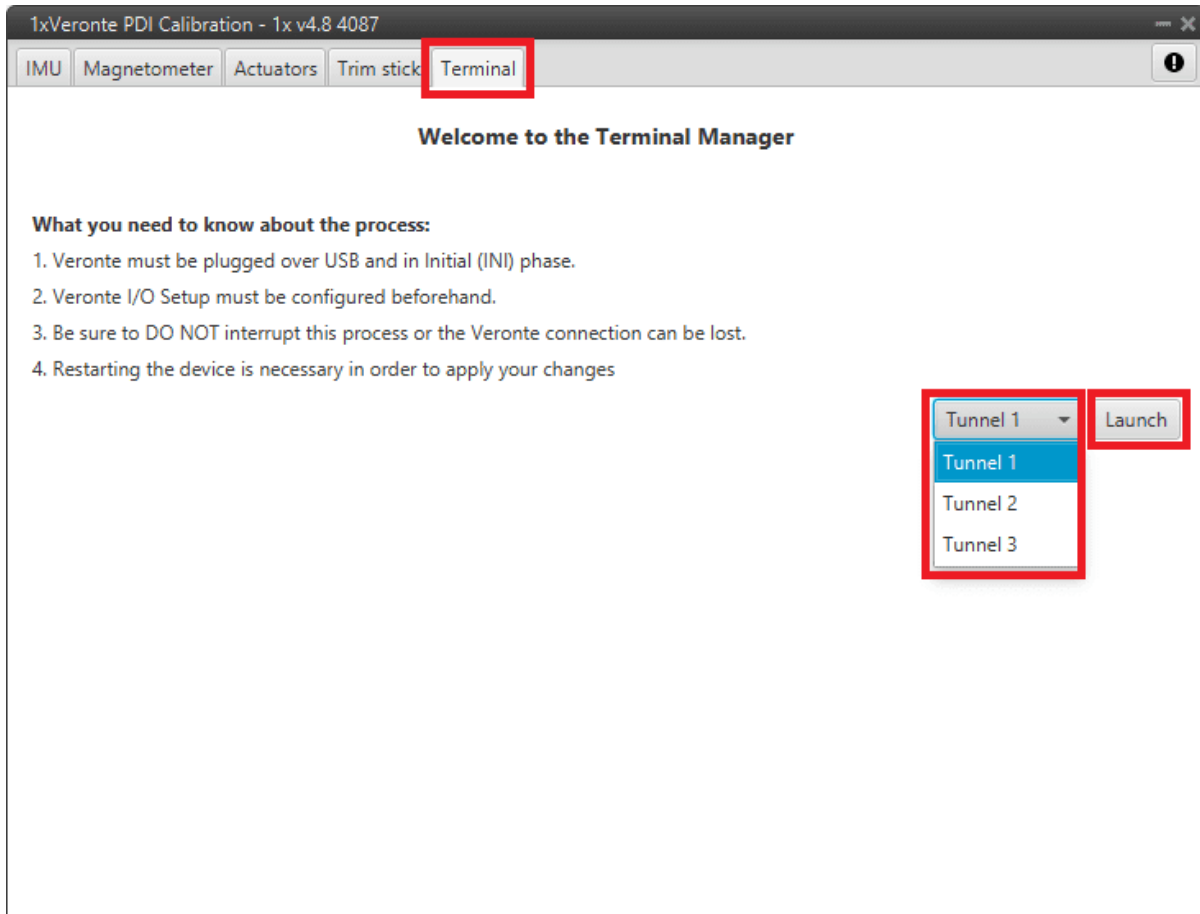 1xVeronte PDI Calibration - 1x v4.8 4087
IMU Magnetometer Actuators Trim stick Terminal
Welcome to the Terminal Manager
What you need to know about the process:
1. Veronte must be plugged over USB and in Initial (INI) phase.
2. Veronte I/O Setup must be configured beforehand.
3. Be sure to DO NOT interrupt this process or the Veronte connection can be lost.
4. Restarting the device is necessary in order to apply your changes
Tunnel 1 Launch
Tunnel 1
Tunnel 2
Tunnel 3